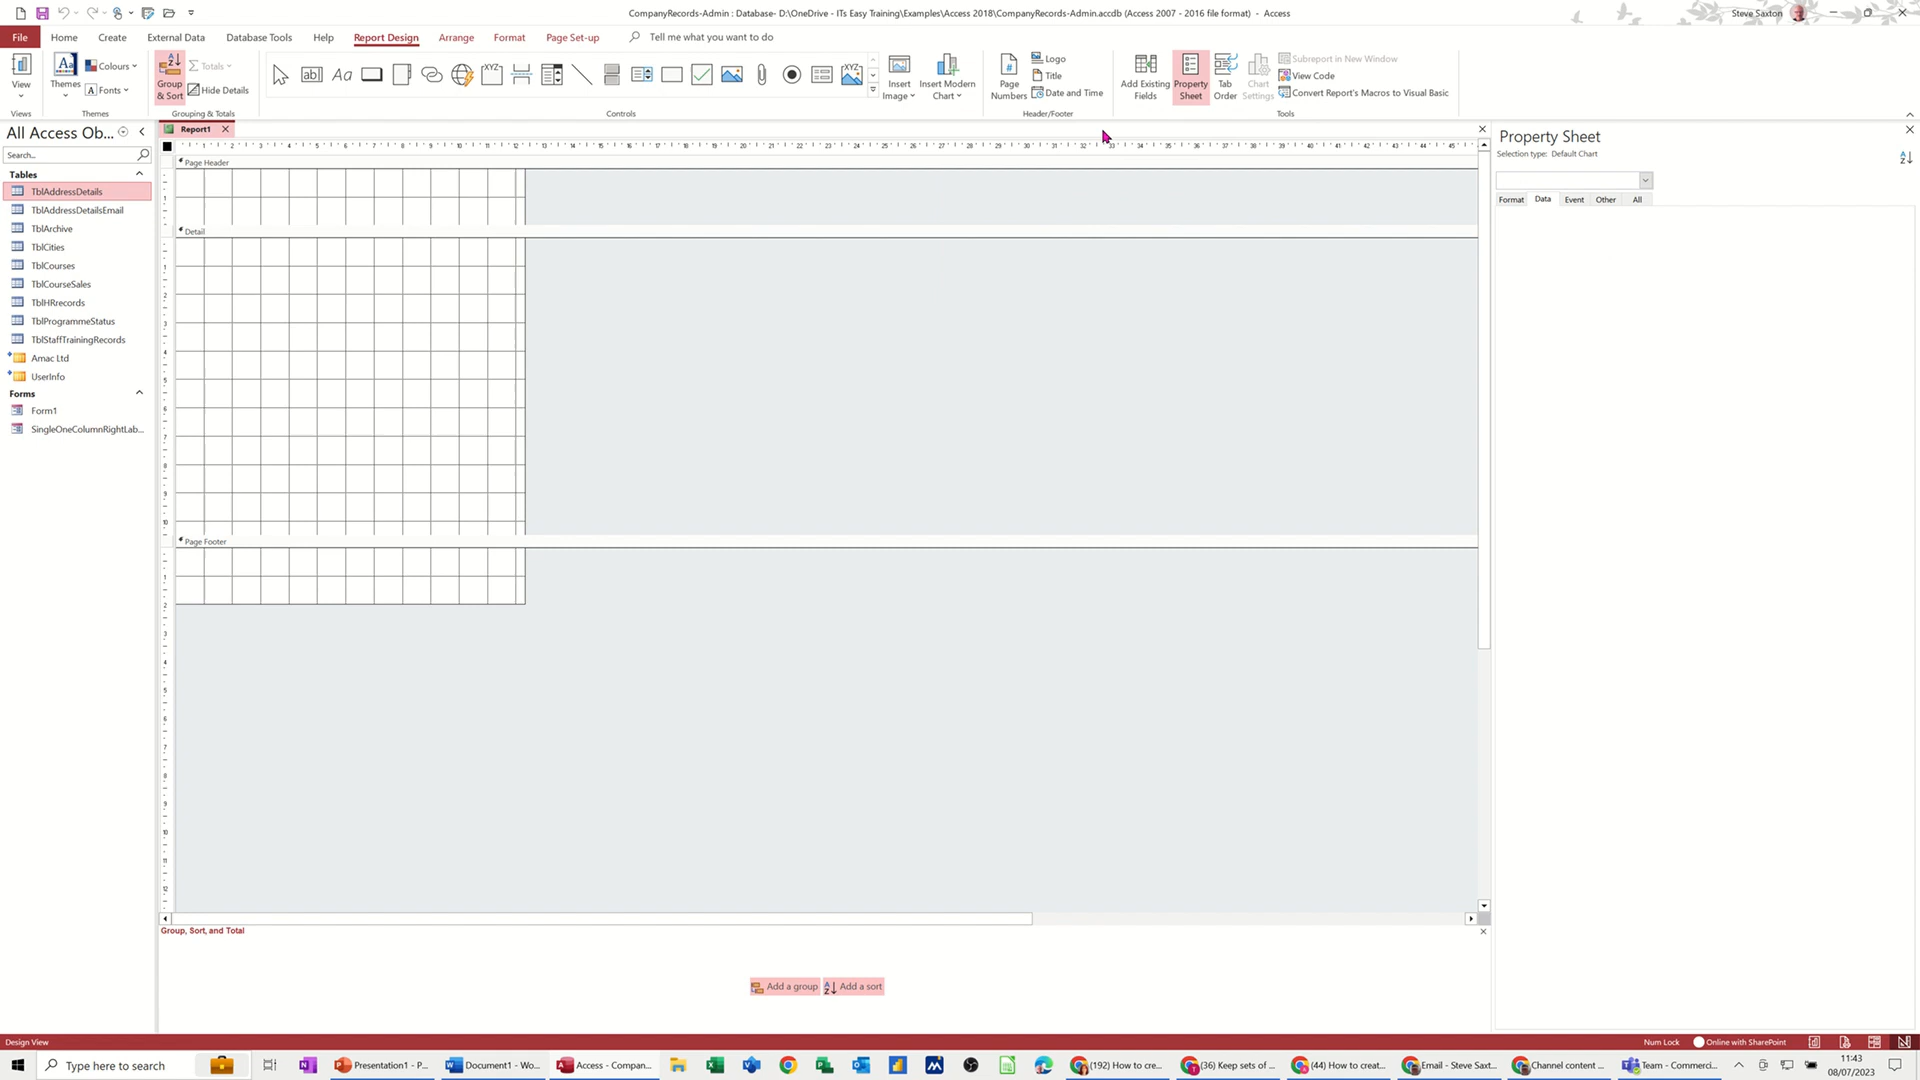 CompanyRecords-Admin : Database- D:\OneDrive - ITs Easy Training\Examples\Access 2018\CompanyRecords-Admin.accdb (Access 2007 - 2016 file format) - Access
Steve Saxton
File Home Create External Data Database Tools Help Report Design Arrange Format Page Set-up Tell me what you want to do
View
Views
Aa
Themes
Colours
Fonts
Themes
Group & Sort
Totals
Hide Details
Grouping & Totals
ab|
Aa
XYZ
XYZ
Controls
Insert Image
Insert Modern Chart
Page Numbers
Logo
Title
Date and Time
Header/Footer
Add Existing Fields
Property Sheet
Tab Order
Chart Settings
Subreport in New Window
View Code
Convert Report's Macros to Visual Basic
Tools
All Access Ob...
Search...
Tables
TblAddressDetails
TblAddressDetailsEmail
TblArchive
TblCities
TblCourses
TblCourseSales
TblHRrecords
TblProgrammeStatus
TblStaffTrainingRecords
Amac Ltd
UserInfo
Forms
Form1
SingleOneColumnRightLab...
Report1
Page Header
Detail
Page Footer
Group, Sort, and Total
Add a group
Add a sort
Property Sheet
Selection type: Default Chart
Format Data Event Other All
Design View
Num Lock
Online with SharePoint
Type here to search
Presentation1 - P...
Document1 - Wo...
Access - Compan...
(192) How to cre...
(36) Keep sets of ...
(44) How to creat...
Email - Steve Saxt...
Channel content ...
Team - Commerci...
11:43
08/07/2023